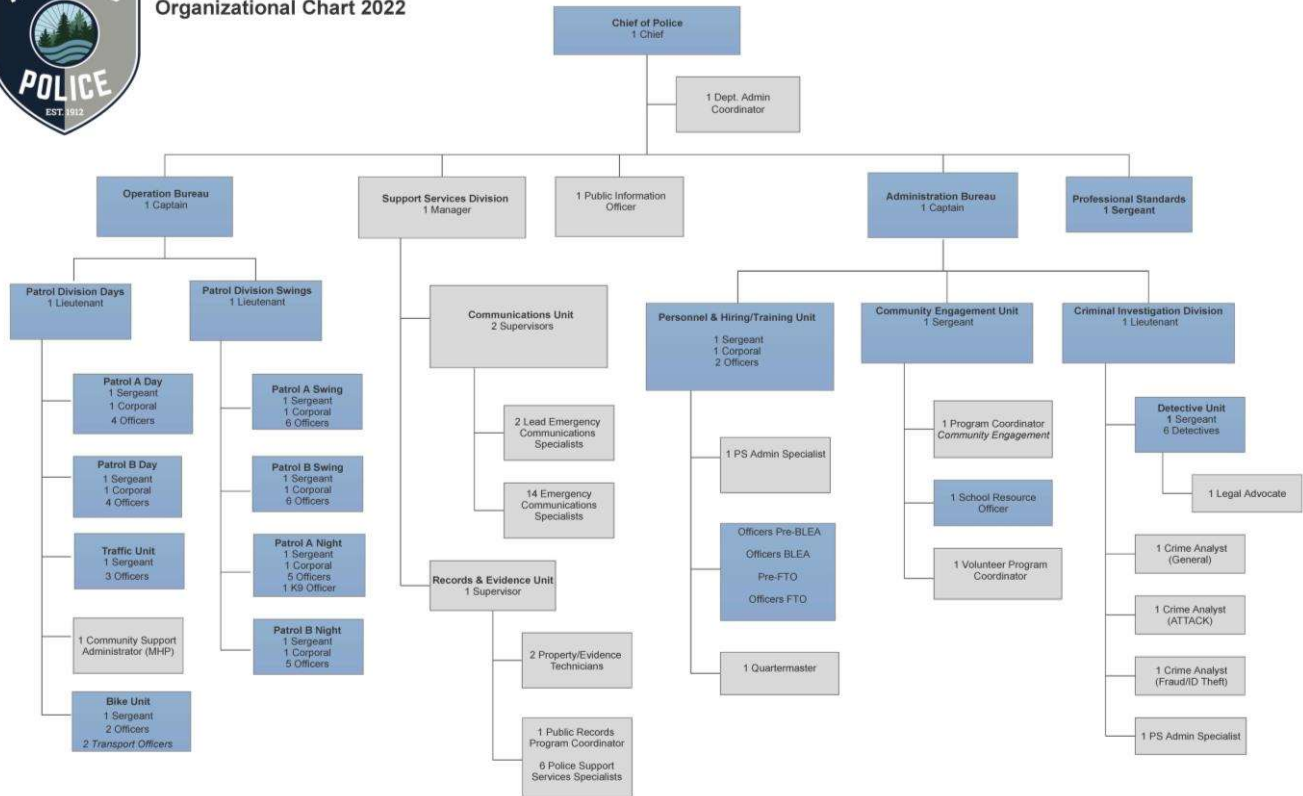 Organizational Chart 2022
POLICE
EST. 1912
Chief of Police
1 Chief
1 Dept. Admin
Coordinator
Operation Bureau
1 Captain
Support Services Division
1 Manager
1 Public Information
Officer
Administration Bureau
1 Captain
Professional Standards
1 Sergeant
Patrol Division Days
1 Lieutenant
Patrol Division Swings
1 Lieutenant
Patrol A Day
1 Sergeant
1 Corporal
4 Officers
Patrol B Day
1 Sergeant
1 Corporal
4 Officers
Traffic Unit
1 Sergeant
3 Officers
1 Community Support
Administrator (MHP)
Bike Unit
1 Sergeant
2 Officers
2 Transport Officers
Patrol A Swing
1 Sergeant
1 Corporal
6 Officers
Patrol B Swing
1 Sergeant
1 Corporal
6 Officers
Patrol A Night
1 Sergeant
1 Corporal
5 Officers
1 K9 Officer
Patrol B Night
1 Sergeant
1 Corporal
5 Officers
Communications Unit
2 Supervisors
2 Lead Emergency
Communications
Specialists
14 Emergency
Communications
Specialists
Records & Evidence Unit
1 Supervisor
2 Property/Evidence
Technicians
1 Public Records
Program Coordinator
6 Police Support
Services Specialists
Personnel & Hiring/Training Unit
1 Sergeant
1 Corporal
2 Officers
1 PS Admin Specialist
Officers Pre-BLEA
Officers BLEA
Pre-FTO
Officers FTO
1 Quartermaster
Community Engagement Unit
1 Sergeant
1 Program Coordinator
Community Engagement
1 School Resource
Officer
1 Volunteer Program
Coordinator
Criminal Investigation Division
1 Lieutenant
Detective Unit
1 Sergeant
6 Detectives
1 Legal Advocate
1 Crime Analyst
(General)
1 Crime Analyst
(ATTACK)
1 Crime Analyst
(Fraud/ID Theft)
1 PS Admin Specialist